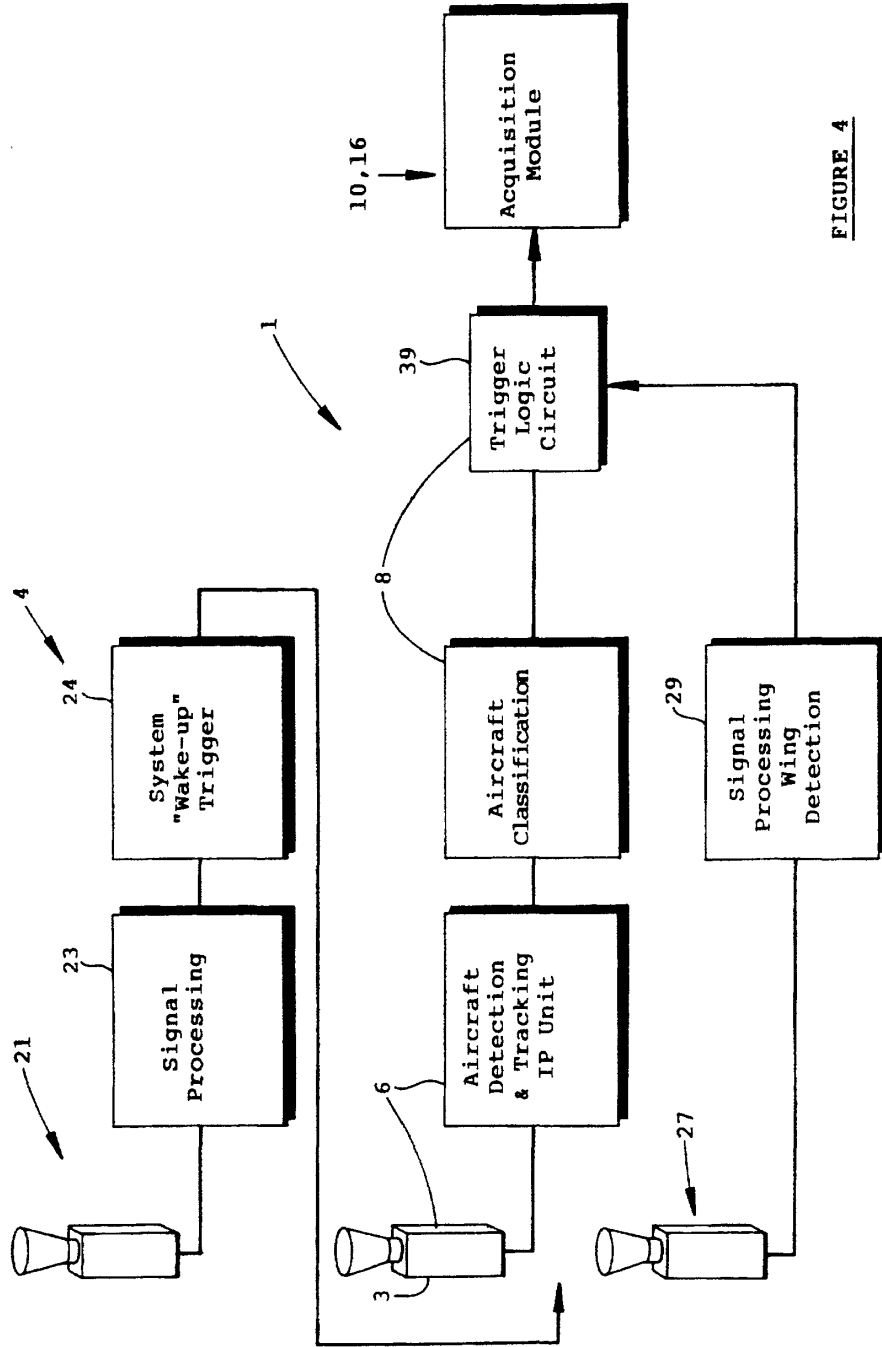 21
23
Signal
Processing
24
4
System
"Wake-up"
Trigger
1
3
6
Aircraft
Detection
& Tracking
IP Unit
Aircraft
Classification
8
39
Trigger
Logic
Circuit
10,16
Acquisition
Module
27
29
Signal
Processing
Wing
Detection
FIGURE 4